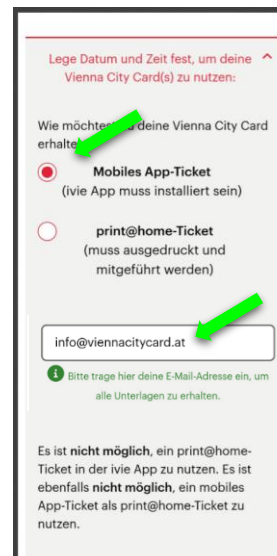 Lege Datum und Zeit fest, um deine
Vienna City Card(s) zu nutzen:
Wie möchtest deine Vienna City Card
erhalte
Mobiles App-Ticket
(ivie App muss installiert sein)
print@home-Ticket
(muss ausgedruckt und
mitgeführt werden)
info@viennacitycard.at
Bitte trage hier deine E-Mail-Adresse ein, um
alle Unterlagen zu erhalten.
Es ist nicht möglich, ein print@home-
Ticket in der ivie App zu nutzen. Es ist
ebenfalls nicht möglich, ein mobiles
App-Ticket als print@home-Ticket zu
nutzen.